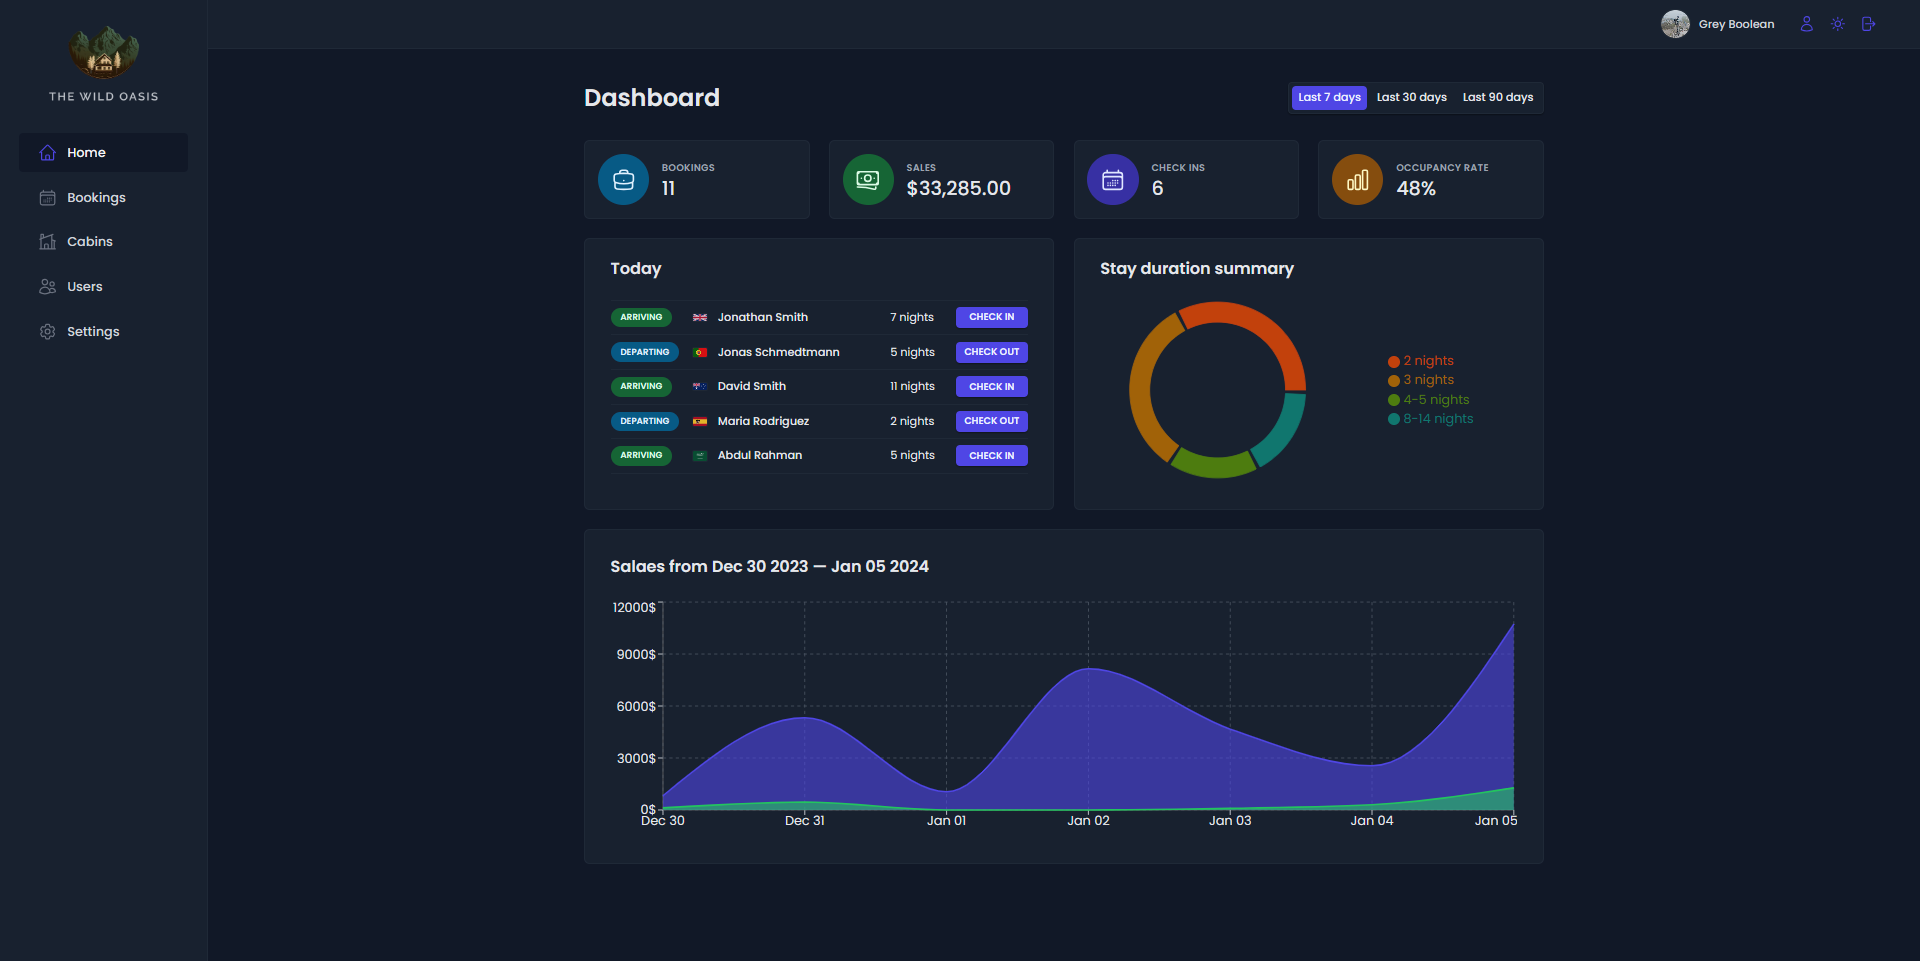 THE WILD OASIS
Home
Bookings
Cabins
Users
Settings
Grey Boolean
Dashboard
Last 7 days Last 30 days Last 90 days
BOOKINGS
11
SALES
$33,285.00
CHECK INS
6
OCCUPANCY RATE
48%
Today
ARRIVING Jonathan Smith 7 nights CHECK IN
DEPARTING Jonas Schmedtmann 5 nights CHECK OUT
ARRIVING David Smith 11 nights CHECK IN
DEPARTING Maria Rodriguez 2 nights CHECK OUT
ARRIVING Abdul Rahman 5 nights CHECK IN
Stay duration summary
2 nights
3 nights
4-5 nights
8-14 nights
Salaes from Dec 30 2023 — Jan 05 2024
12000$
9000$
6000$
3000$
0$
Dec 30 Dec 31 Jan 01 Jan 02 Jan 03 Jan 04 Jan 05